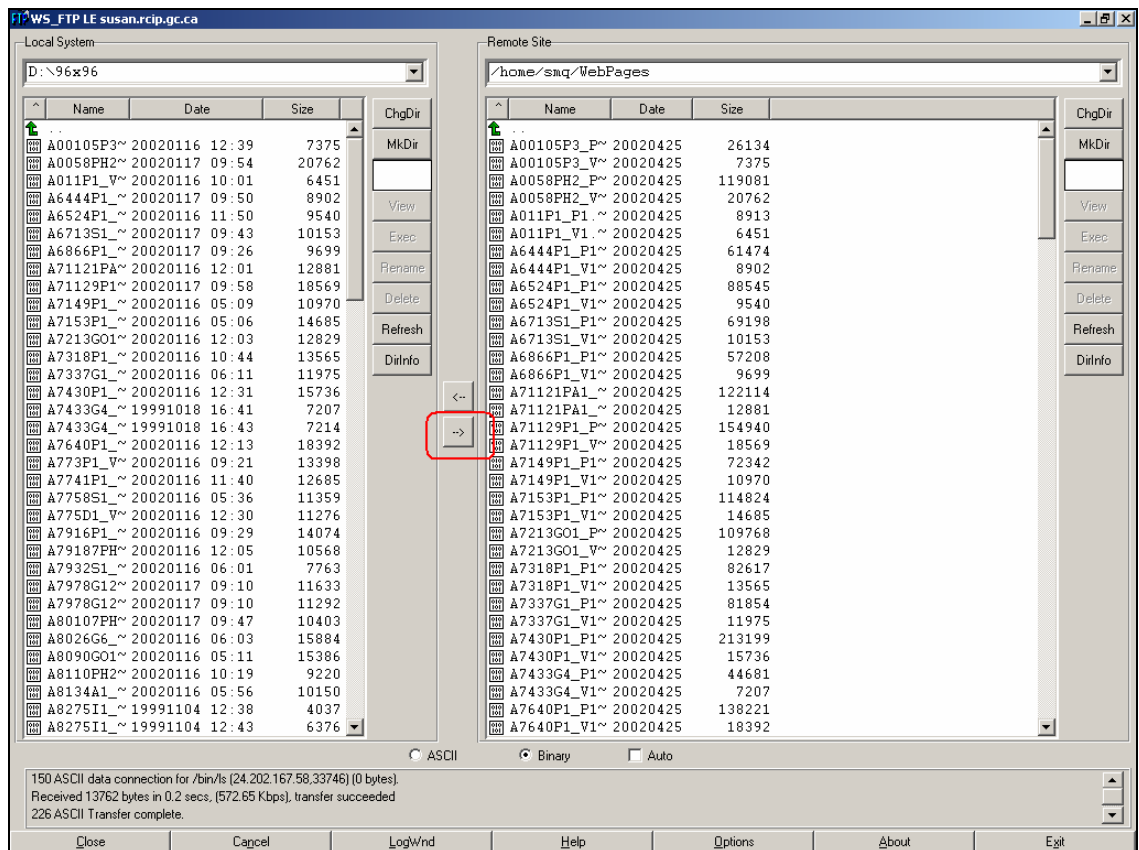 WS_FTP LE susan.rcip.gc.ca
Local System
D:\96x96
^ Name Date Size
..
A00105P3~ 20020116 12:39 7375
A0058PH2~ 20020117 09:54 20762
A011P1_V~ 20020116 10:01 6451
A6444P1_~ 20020117 09:50 8902
A6524P1_~ 20020116 11:50 9540
A6713S1_~ 20020117 09:43 10153
A6866P1_~ 20020117 09:26 9699
A71121PA~ 20020116 12:01 12881
A71129P1~ 20020117 09:58 18569
A7149P1_~ 20020116 05:09 10970
A7153P1_~ 20020116 05:06 14685
A7213GO1~ 20020116 12:03 12829
A7318P1_~ 20020116 10:44 13565
A7337G1_~ 20020116 06:11 11975
A7430P1_~ 20020116 12:31 15736
A7433G4_~ 19991018 16:41 7207
A7433G4_~ 19991018 16:43 7214
A7640P1_~ 20020116 12:13 18392
A773P1_V~ 20020116 09:21 13398
A7741P1_~ 20020116 11:40 12685
A7758S1_~ 20020116 05:36 11359
A775D1_V~ 20020116 12:30 11276
A7916P1_~ 20020116 09:29 14074
A79187PH~ 20020116 12:05 10568
A7932S1_~ 20020116 06:01 7763
A7978G12~ 20020117 09:10 11633
A7978G12~ 20020117 09:10 11292
A80107PH~ 20020117 09:47 10403
A8026G6_~ 20020116 06:03 15884
A8090GO1~ 20020116 05:11 15386
A8110PH2~ 20020116 10:19 9220
A8134A1_~ 20020116 05:56 10150
A8275I1_~ 19991104 12:38 4037
A8275I1_~ 19991104 12:43 6376
ChgDir
MkDir
View
Exec
Rename
Delete
Refresh
DirInfo
<--
-->
Remote Site
/home/smq/WebPages
^ Name Date Size
..
A00105P3_P~ 20020425 26134
A00105P3_V~ 20020425 7375
A0058PH2_P~ 20020425 119081
A0058PH2_V~ 20020425 20762
A011P1_P1.~ 20020425 8913
A011P1_V1.~ 20020425 6451
A6444P1_P1~ 20020425 61474
A6444P1_V1~ 20020425 8902
A6524P1_P1~ 20020425 88545
A6524P1_V1~ 20020425 9540
A6713S1_P1~ 20020425 69198
A6713S1_V1~ 20020425 10153
A6866P1_P1~ 20020425 57208
A6866P1_V1~ 20020425 9699
A71121PA1_~ 20020425 122114
A71121PA1_~ 20020425 12881
A71129P1_P~ 20020425 154940
A71129P1_V~ 20020425 18569
A7149P1_P1~ 20020425 72342
A7149P1_V1~ 20020425 10970
A7153P1_P1~ 20020425 114824
A7153P1_V1~ 20020425 14685
A7213GO1_P~ 20020425 109768
A7213GO1_V~ 20020425 12829
A7318P1_P1~ 20020425 82617
A7318P1_V1~ 20020425 13565
A7337G1_P1~ 20020425 81854
A7337G1_V1~ 20020425 11975
A7430P1_P1~ 20020425 213199
A7430P1_V1~ 20020425 15736
A7433G4_P1~ 20020425 44681
A7433G4_V1~ 20020425 7207
A7640P1_P1~ 20020425 138221
A7640P1_V1~ 20020425 18392
ChgDir
MkDir
View
Exec
Rename
Delete
Refresh
DirInfo
ASCII Binary Auto
150 ASCII data connection for /bin/ls (24.202.167.58,33746) (0 bytes).
Received 13762 bytes in 0.2 secs, (572.65 Kbps), transfer succeeded
226 ASCII Transfer complete.
Close Cancel LogWnd Help Options About Exit